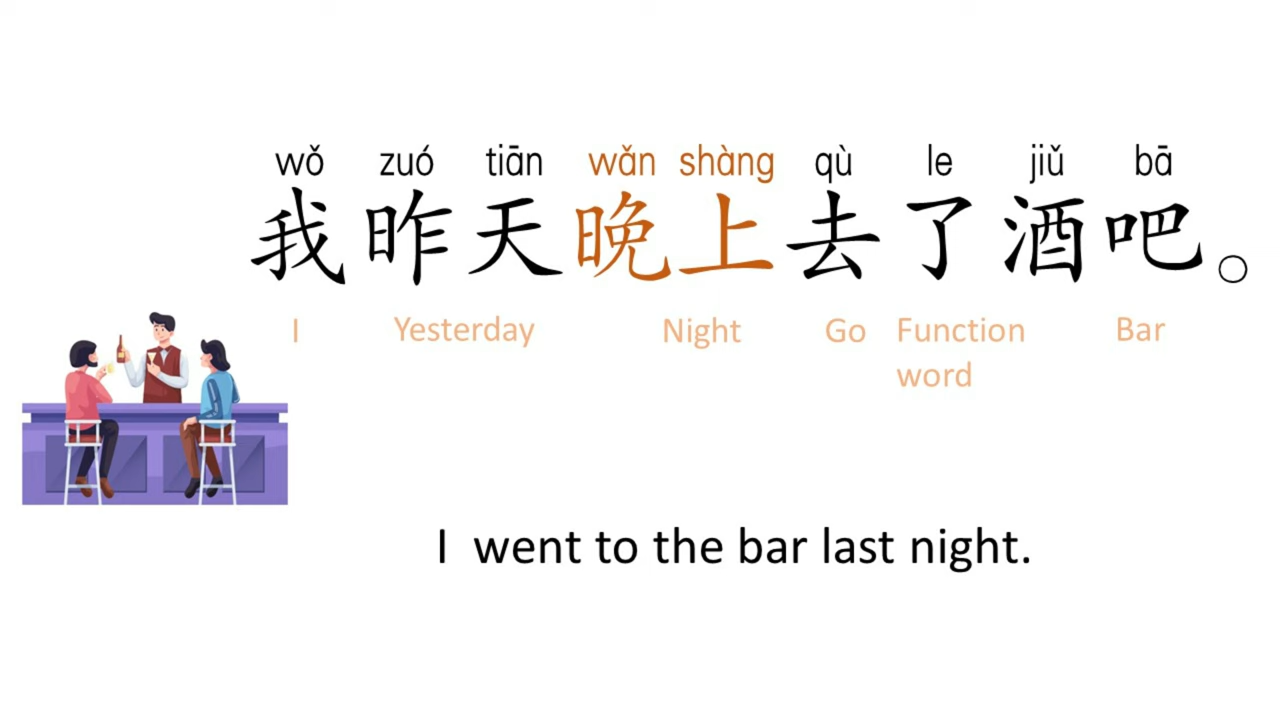 wǒ zuó tiān wǎn shàng qù le jiǔ bā
我昨天晚上去了酒吧。
I Yesterday Night Go Function word Bar
I went to the bar last night.